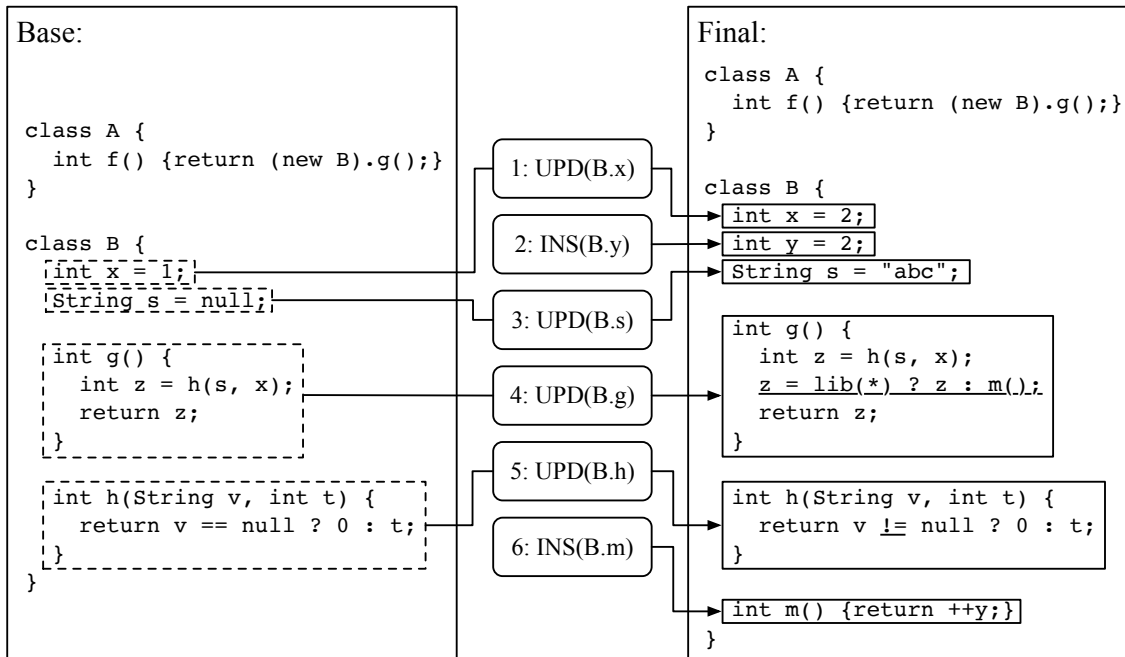 Base:
class A {
  int f() {return (new B).g();}
}
class B {
  int x = 1;
  String s = null;
  int g() {
    int z = h(s, x);
    return z;
  }
  int h(String v, int t) {
    return v == null ? 0 : t;
  }
}
1: UPD(B.x)
2: INS(B.y)
3: UPD(B.s)
4: UPD(B.g)
5: UPD(B.h)
6: INS(B.m)
Final:
class A {
  int f() {return (new B).g();}
}
class B {
  int x = 2;
  int y = 2;
  String s = "abc";
  int g() {
    int z = h(s, x);
    z = lib(*) ? z : m();
    return z;
  }
  int h(String v, int t) {
    return v != null ? 0 : t;
  }
  int m() {return ++y;}
}